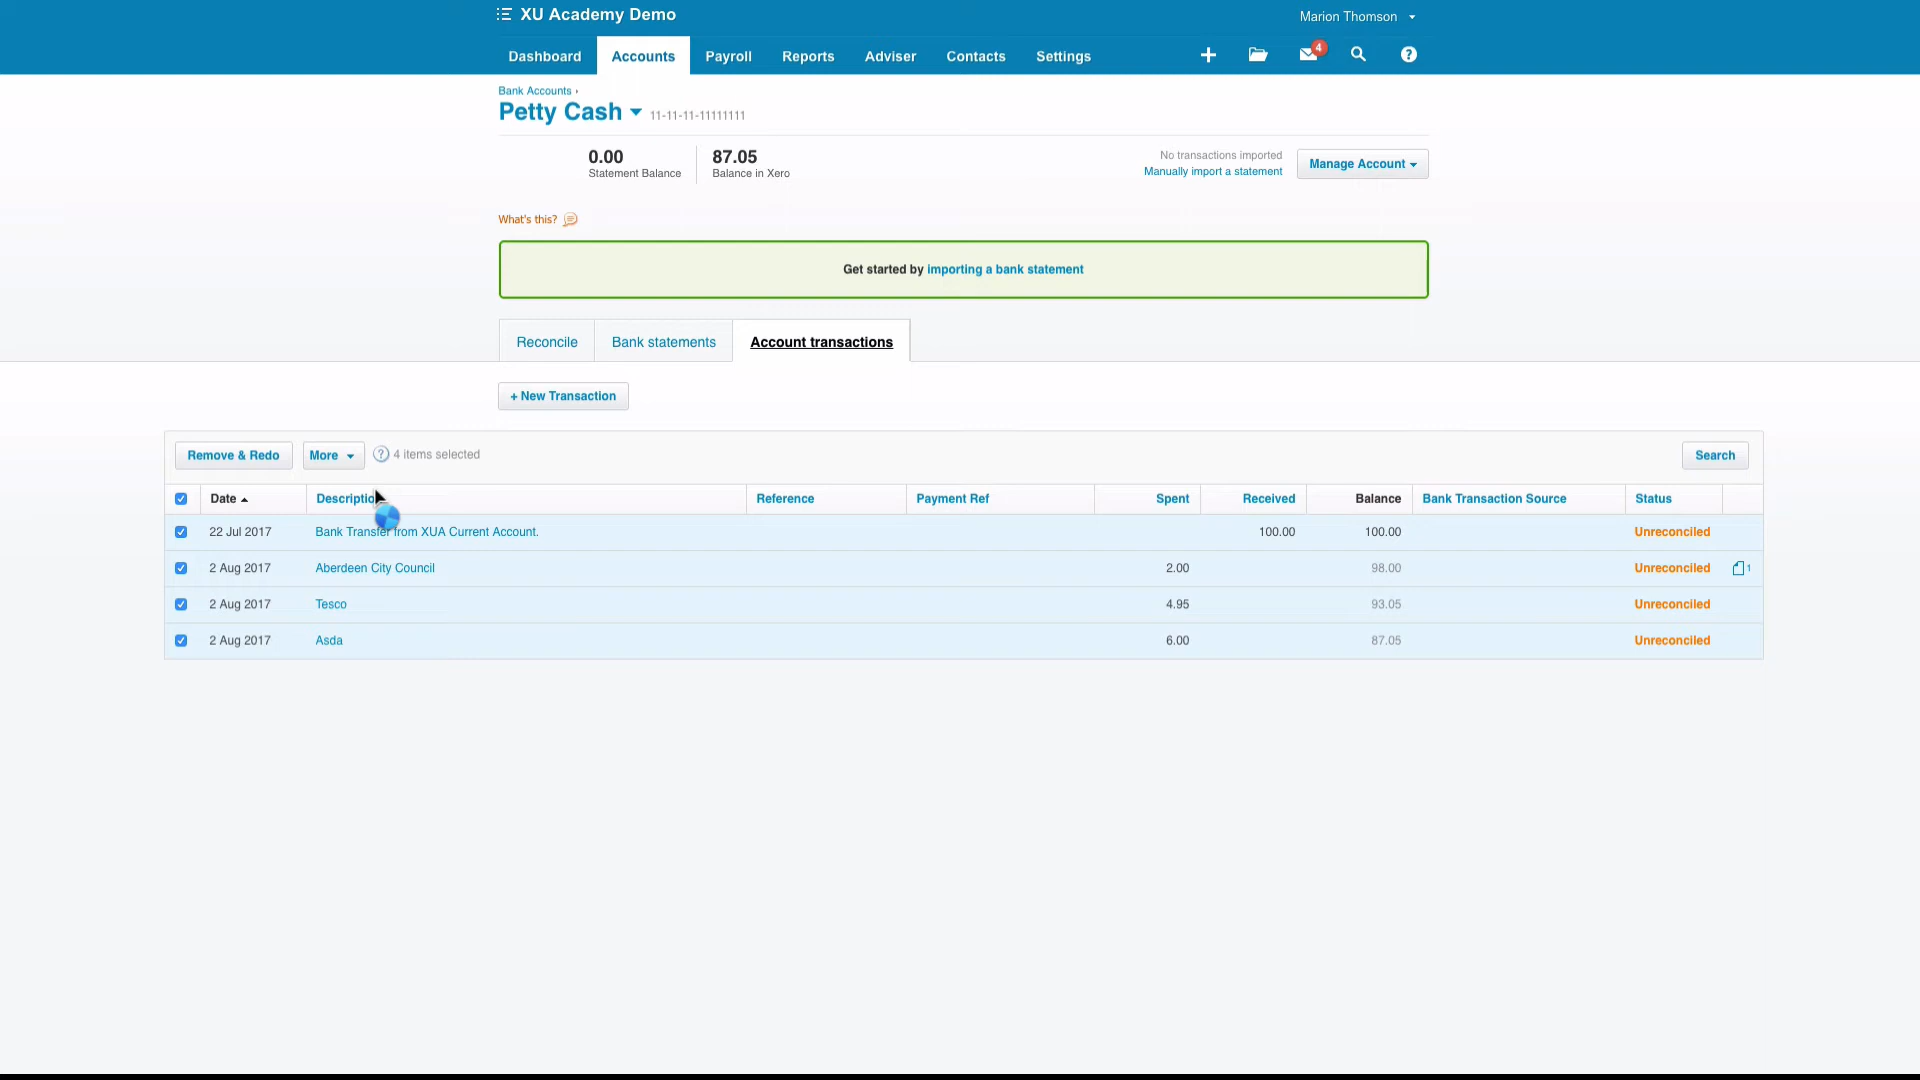 XU Academy Demo
Marion Thomson
Dashboard Accounts Payroll Reports Adviser Contacts Settings
4
Bank Accounts ›
Petty Cash 11-11-11-11111111
0.00
Statement Balance
87.05
Balance in Xero
No transactions imported
Manually import a statement
Manage Account
What's this?
Get started by importing a bank statement
Reconcile Bank statements Account transactions
+ New Transaction
Remove & Redo More ? 4 items selected Search
Date Description Reference Payment Ref Spent Received Balance Bank Transaction Source Status
22 Jul 2017 Bank Transfer from XUA Current Account. 100.00 100.00 Unreconciled
2 Aug 2017 Aberdeen City Council 2.00 98.00 Unreconciled 1
2 Aug 2017 Tesco 4.95 93.05 Unreconciled
2 Aug 2017 Asda 6.00 87.05 Unreconciled